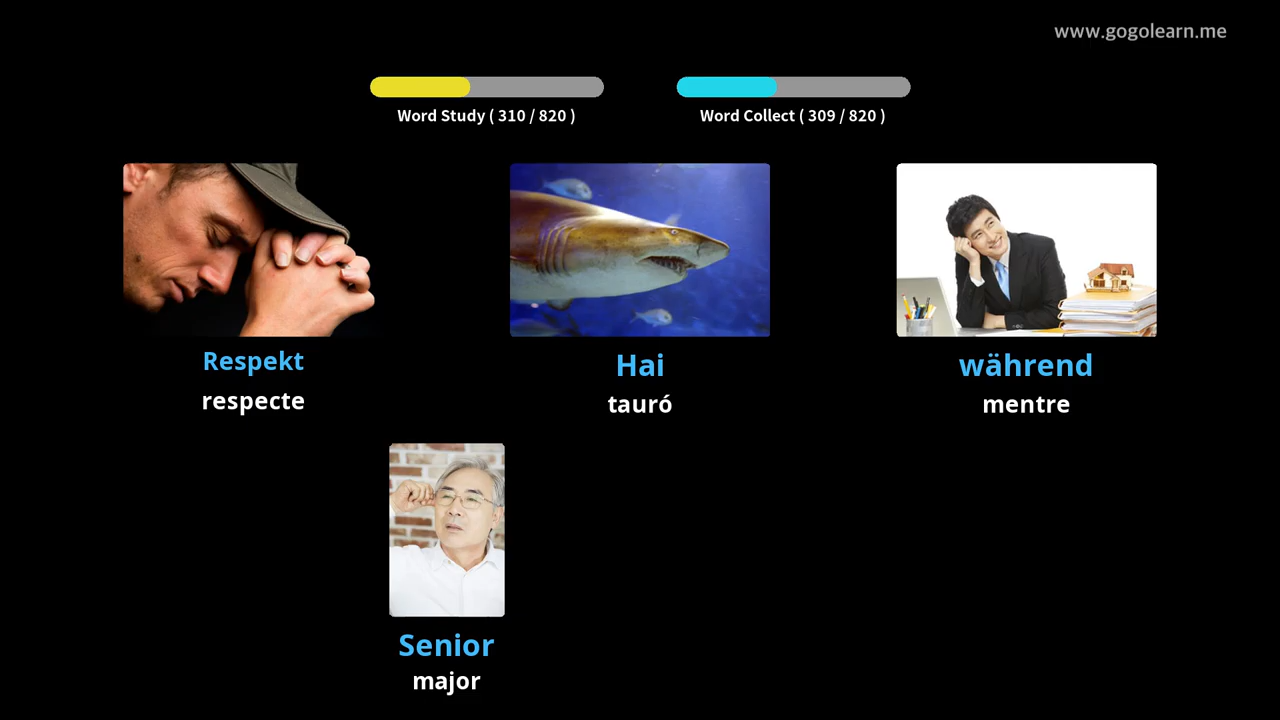 www.gogolearn.me
Word Study ( 310 / 820 )
Word Collect ( 309 / 820 )
Respekt
respecte
Hai
tauró
während
mentre
Senior
major